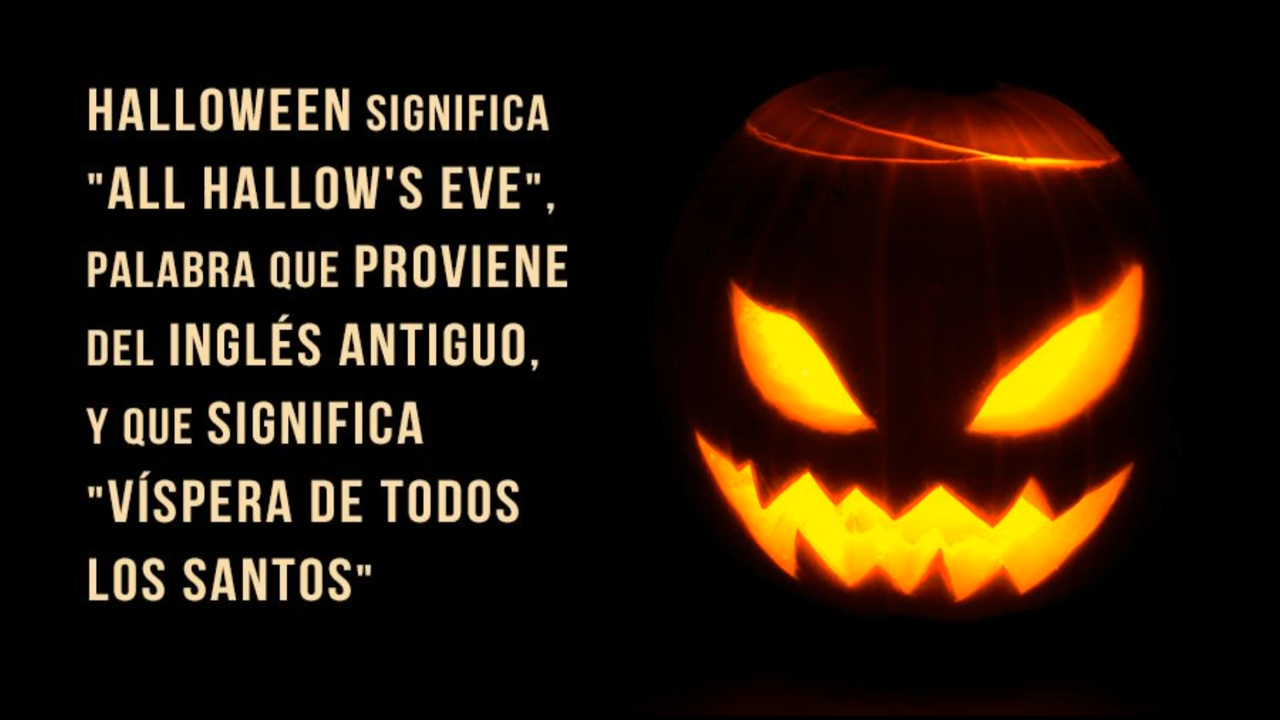 HALLOWEEN SIGNIFICA
"ALL HALLOW'S EVE",
PALABRA QUE PROVIENE
DEL INGLÉS ANTIGUO,
Y QUE SIGNIFICA
"VÍSPERA DE TODOS
LOS SANTOS"